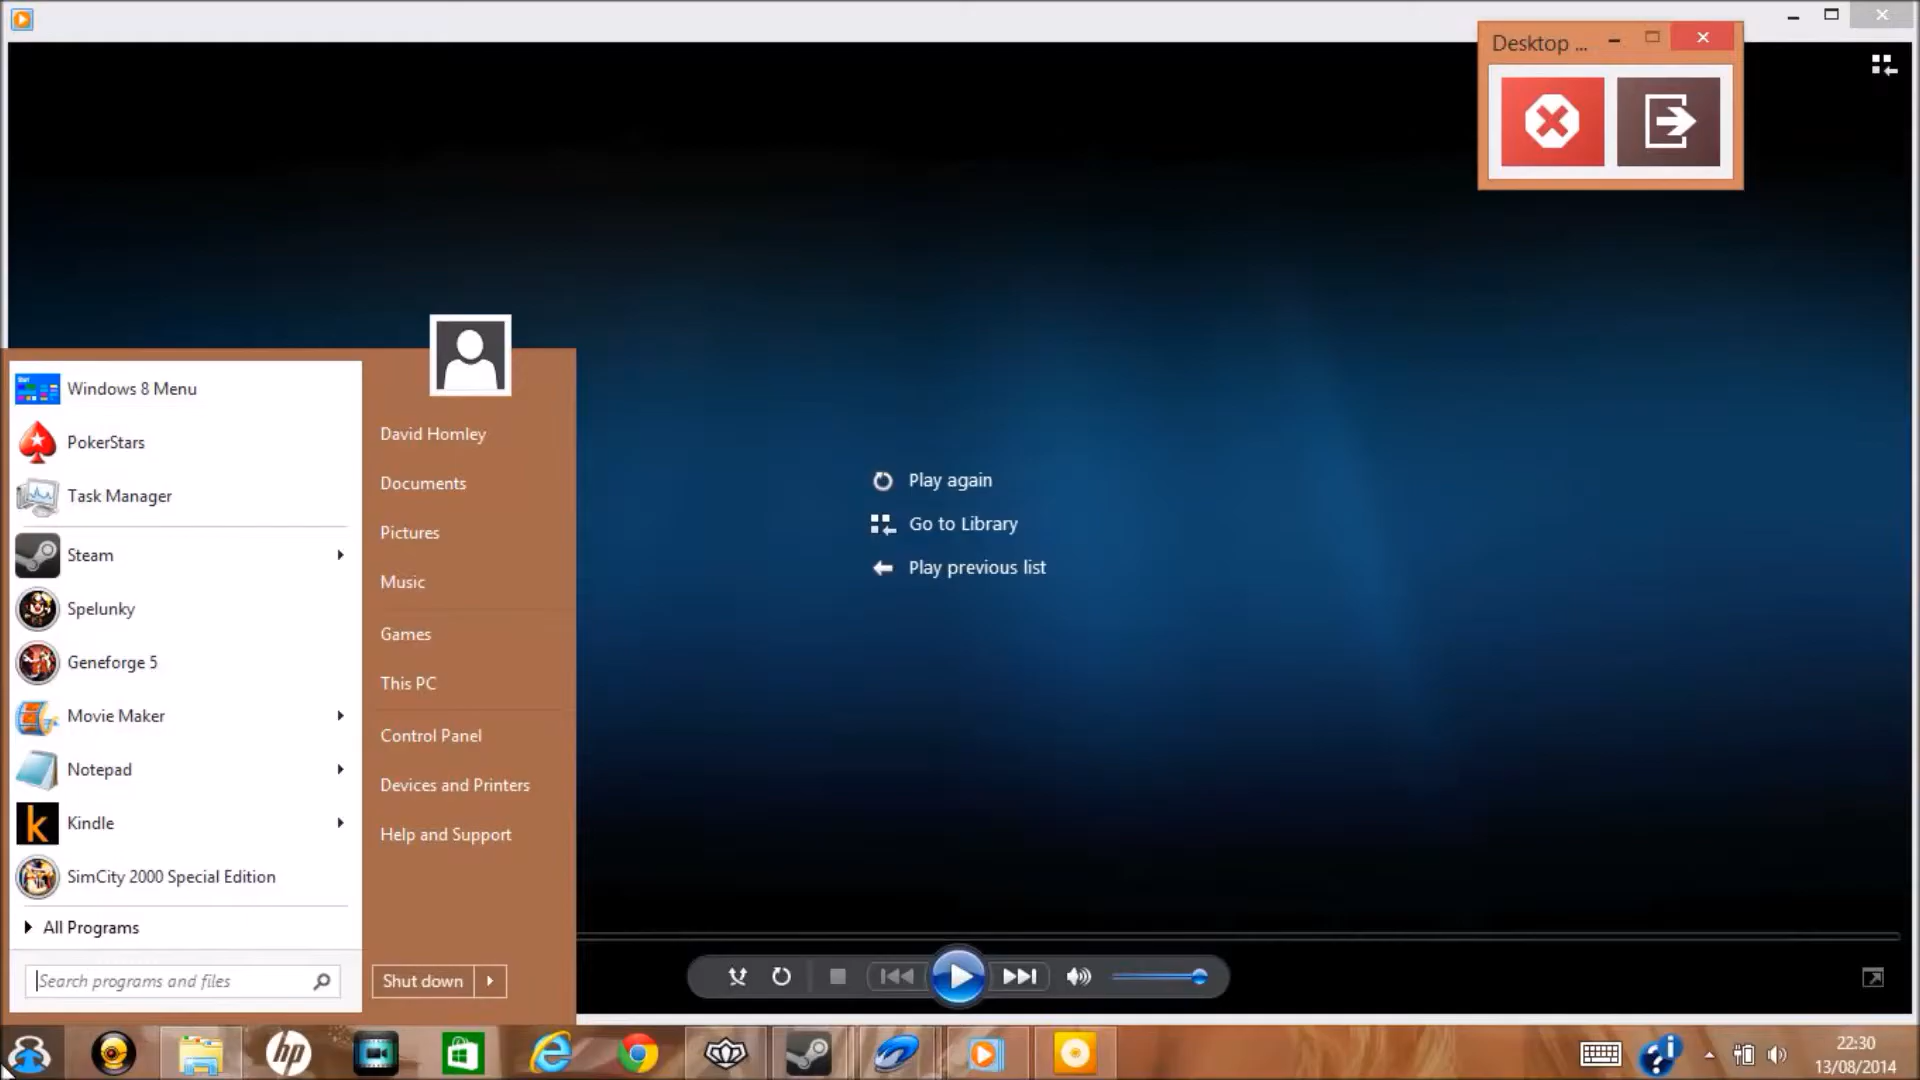 Desktop ...
Windows 8 Menu
PokerStars
Task Manager
Steam
Spelunky
Geneforge 5
Movie Maker
Notepad
Kindle
SimCity 2000 Special Edition
All Programs
Search programs and files
David Homley
Documents
Pictures
Music
Games
This PC
Control Panel
Devices and Printers
Help and Support
Shut down
Play again
Go to Library
Play previous list
22:30
13/08/2014